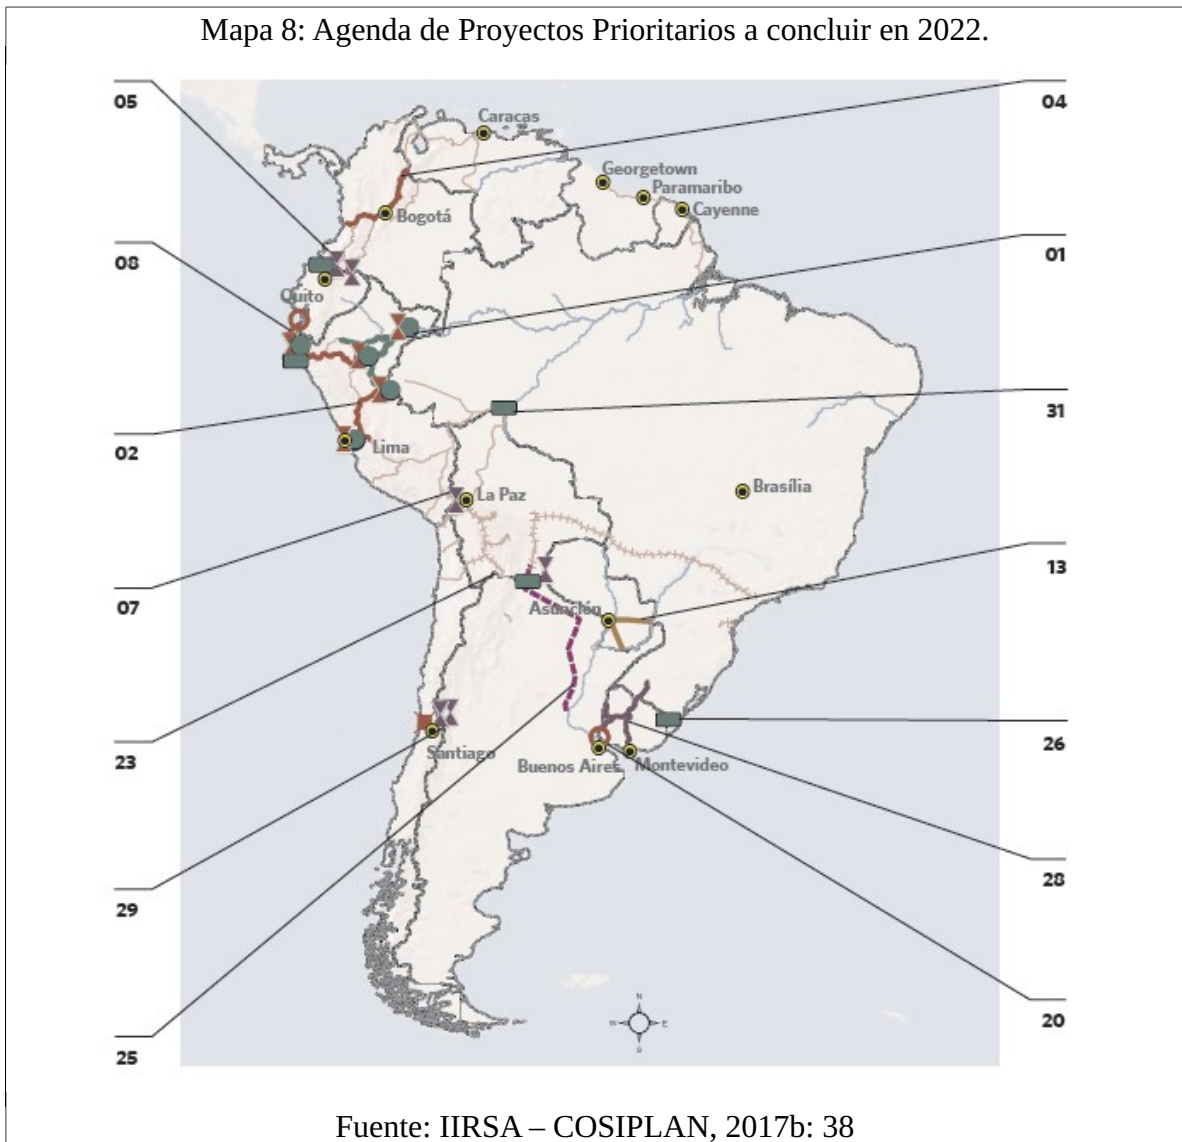 Mapa 8: Agenda de Proyectos Prioritarios a concluir en 2022.
05
04
Caracas
Georgetown
Paramaribo
Cayenne
Bogotá
08
01
Quito
31
02
Lima
Brasília
La Paz
13
07
Asunción
23
26
Santiago
Buenos Aires
Montevideo
28
29
N
W
E
S
20
25
Fuente: IIRSA – COSIPLAN, 2017b: 38